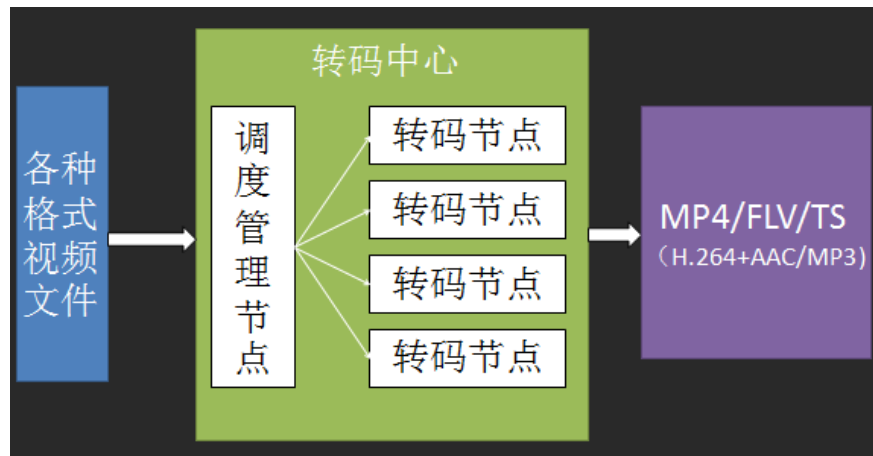 各种
格式
视频
文件
转码中心
调
度
管
理
节
点
转码节点
转码节点
转码节点
转码节点
MP4/FLV/TS
（H.264+AAC/MP3)